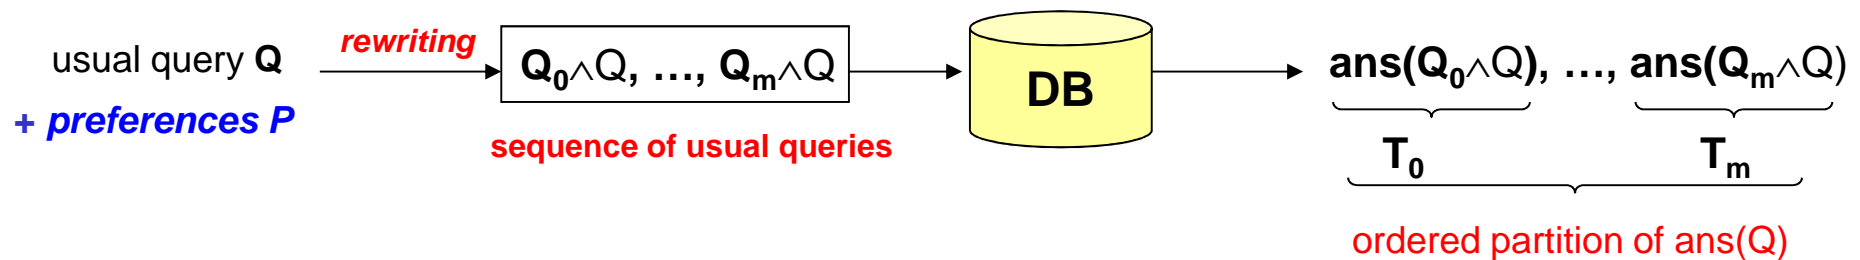 usual query Q
+ preferences P
rewriting
Q₀∧Q, …, Qₘ∧Q
sequence of usual queries
DB
ans(Q₀∧Q), …, ans(Qₘ∧Q)
T₀ Tₘ
ordered partition of ans(Q)